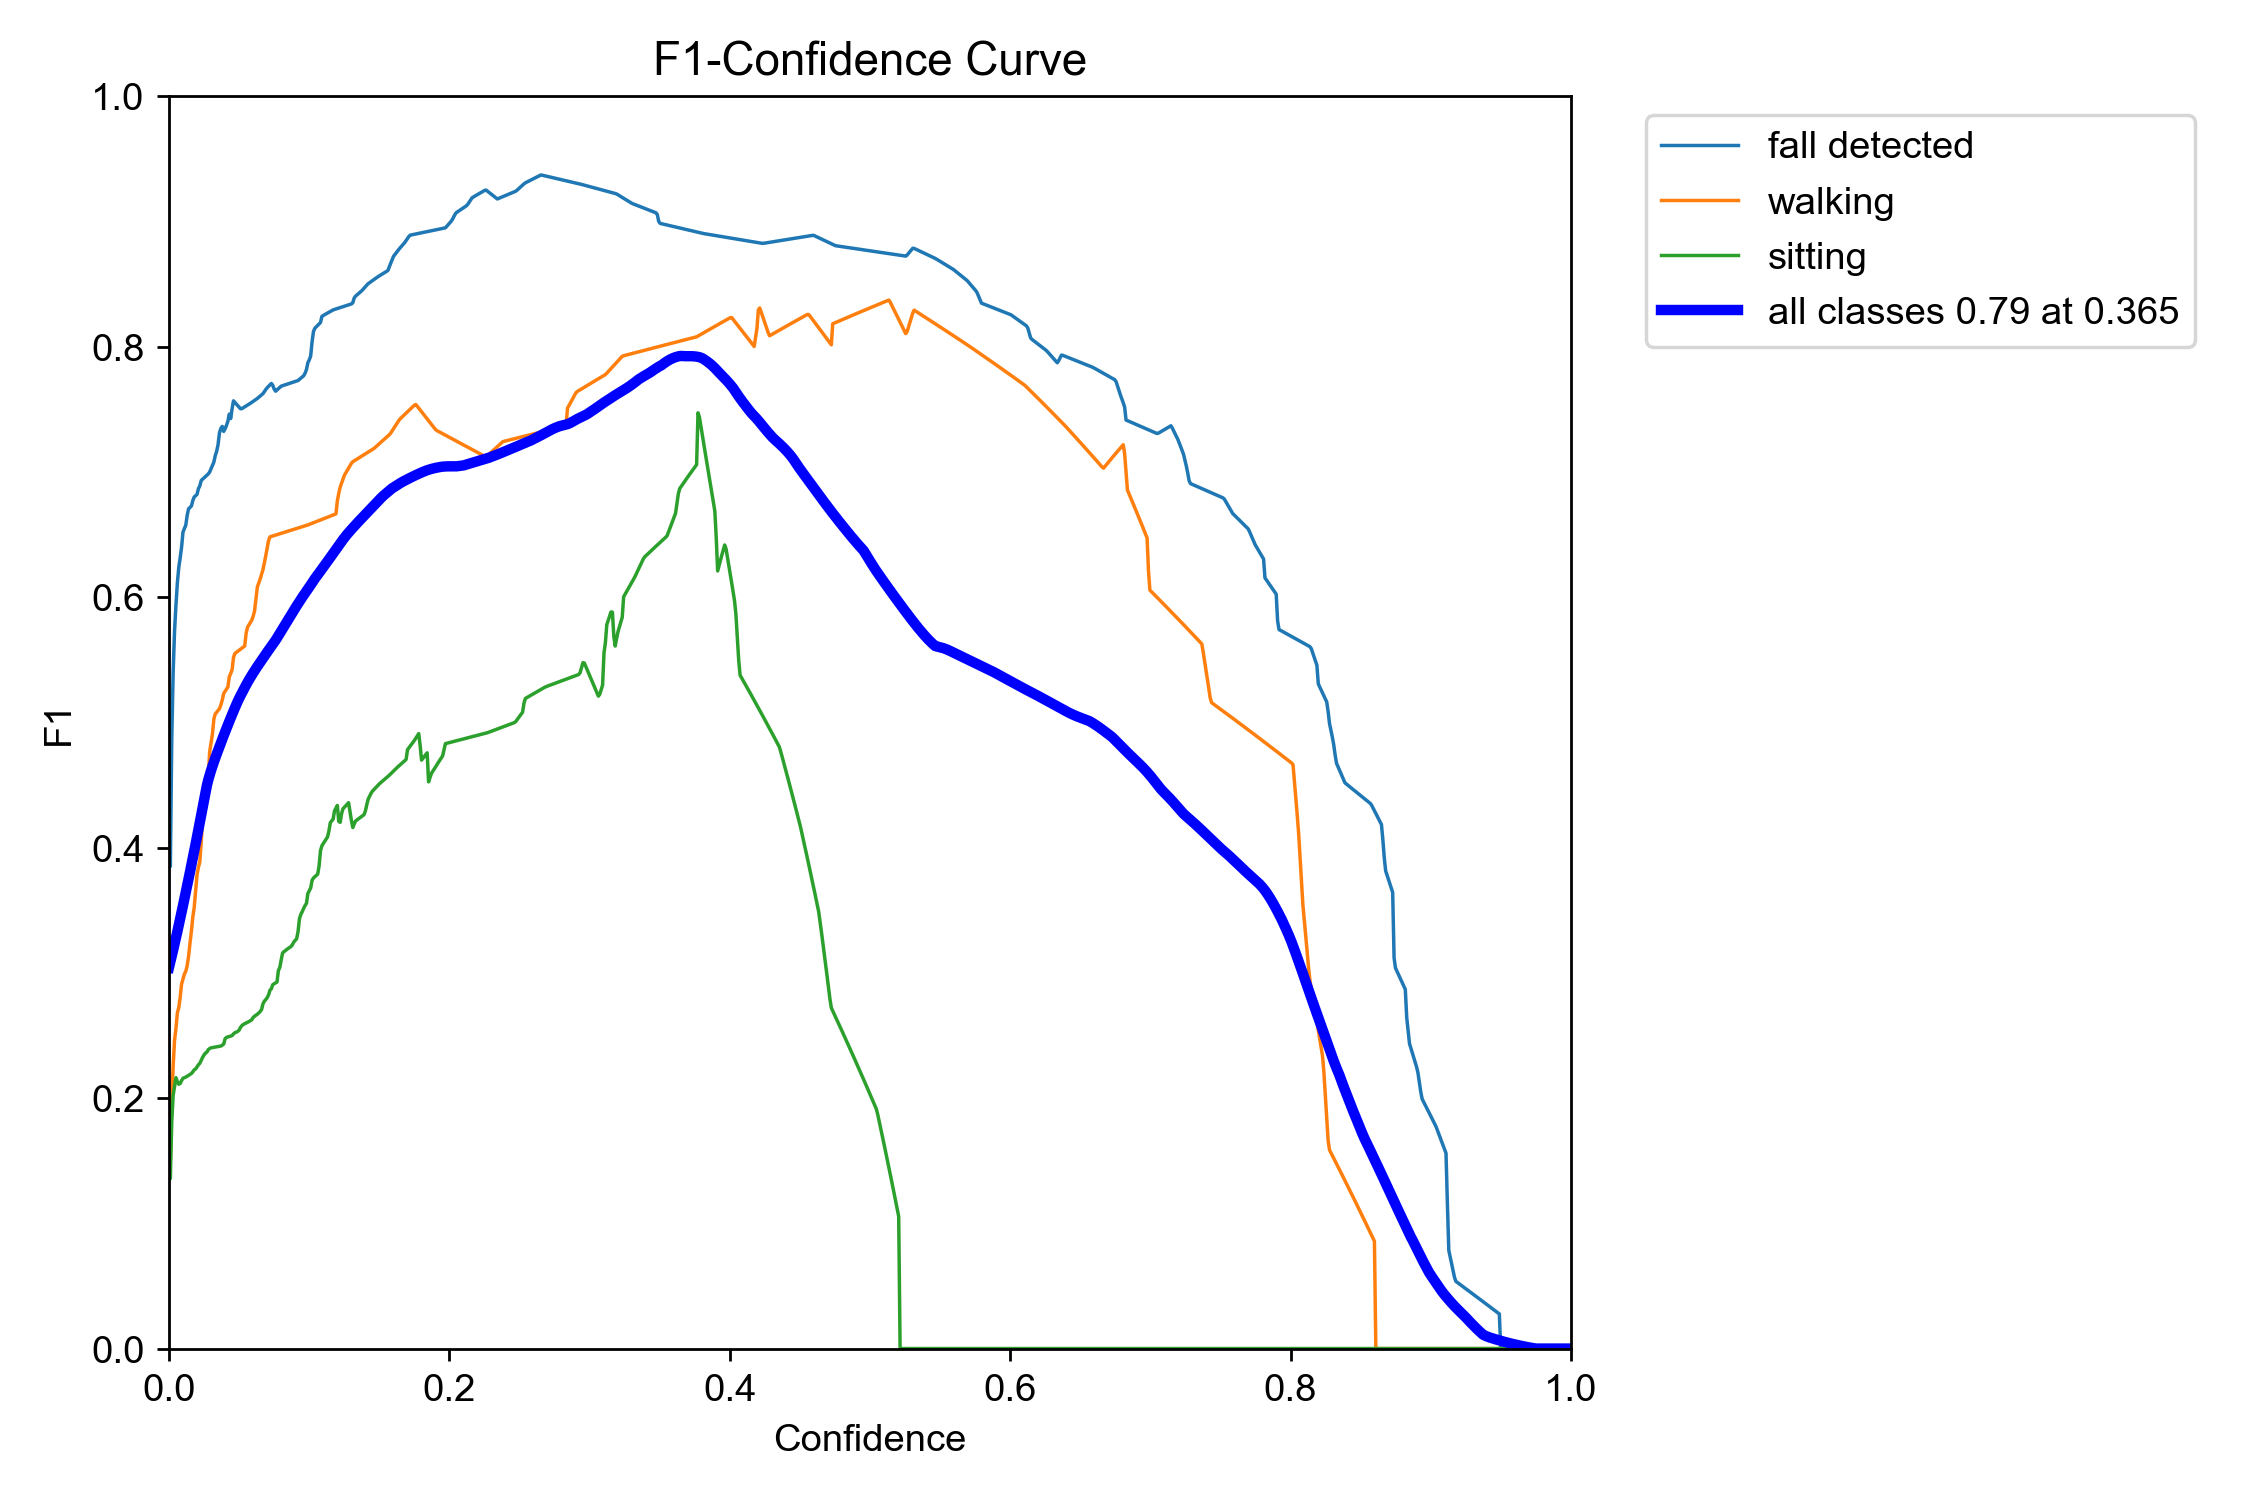 F1-Confidence Curve
1.0
0.8
0.6
0.4
0.2
0.0
F1
0.0 0.2 0.4 0.6 0.8 1.0
Confidence
fall detected
walking
sitting
all classes 0.79 at 0.365